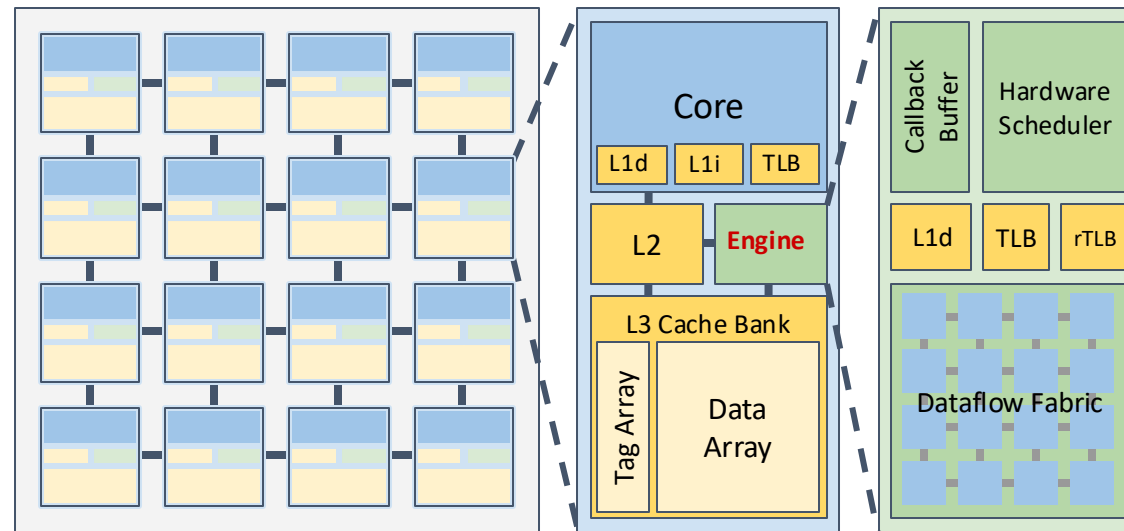 Core
L1d
L1i
TLB
L2
Engine
L3 Cache Bank
Tag Array
Data
Array
Callback
Buffer
Hardware
Scheduler
L1d
TLB
rTLB
Dataflow Fabric